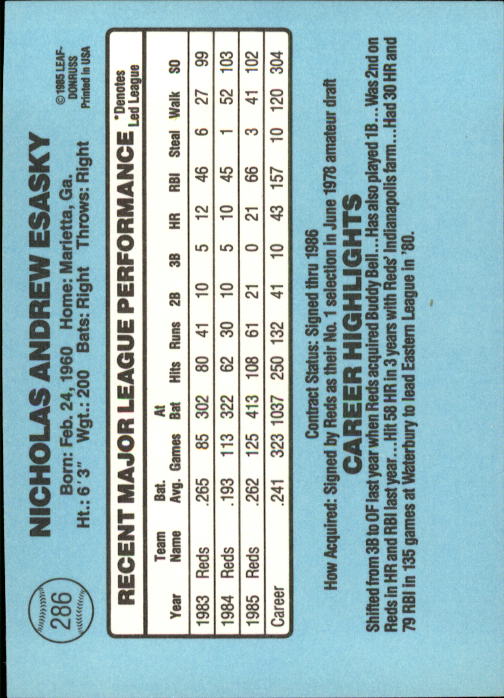 286
NICHOLAS ANDREW ESASKY
Born: Feb. 24, 1960 Home: Marietta, Ga.
Ht.: 6'3" Wgt.: 200 Bats: Right Throws: Right
© 1985 LEAF-
DONRUSS
Printed in USA
RECENT MAJOR LEAGUE PERFORMANCE
*Denotes
Led League
Year Team Name Bat. Avg. Games At Bat Hits Runs 2B 3B HR RBI Steal Walk SO
1983 Reds .265 85 302 80 41 10 5 12 46 6 27 99
1984 Reds .193 113 322 62 30 10 5 10 45 1 52 103
1985 Reds .262 125 413 108 61 21 0 21 66 3 41 102
Career .241 323 1037 250 132 41 10 43 157 10 120 304
Contract Status: Signed thru 1986
How Acquired: Signed by Reds as their No. 1 selection in June 1978 amateur draft
CAREER HIGHLIGHTS
Shifted from 3B to OF last year when Reds acquired Buddy Bell...Has also played 1B...Was 2nd on
Reds in HR and RBI last year...Hit 58 HR in 3 years with Reds' Indianapolis farm...Had 30 HR and
79 RBI in 135 games at Waterbury to lead Eastern League in '80.